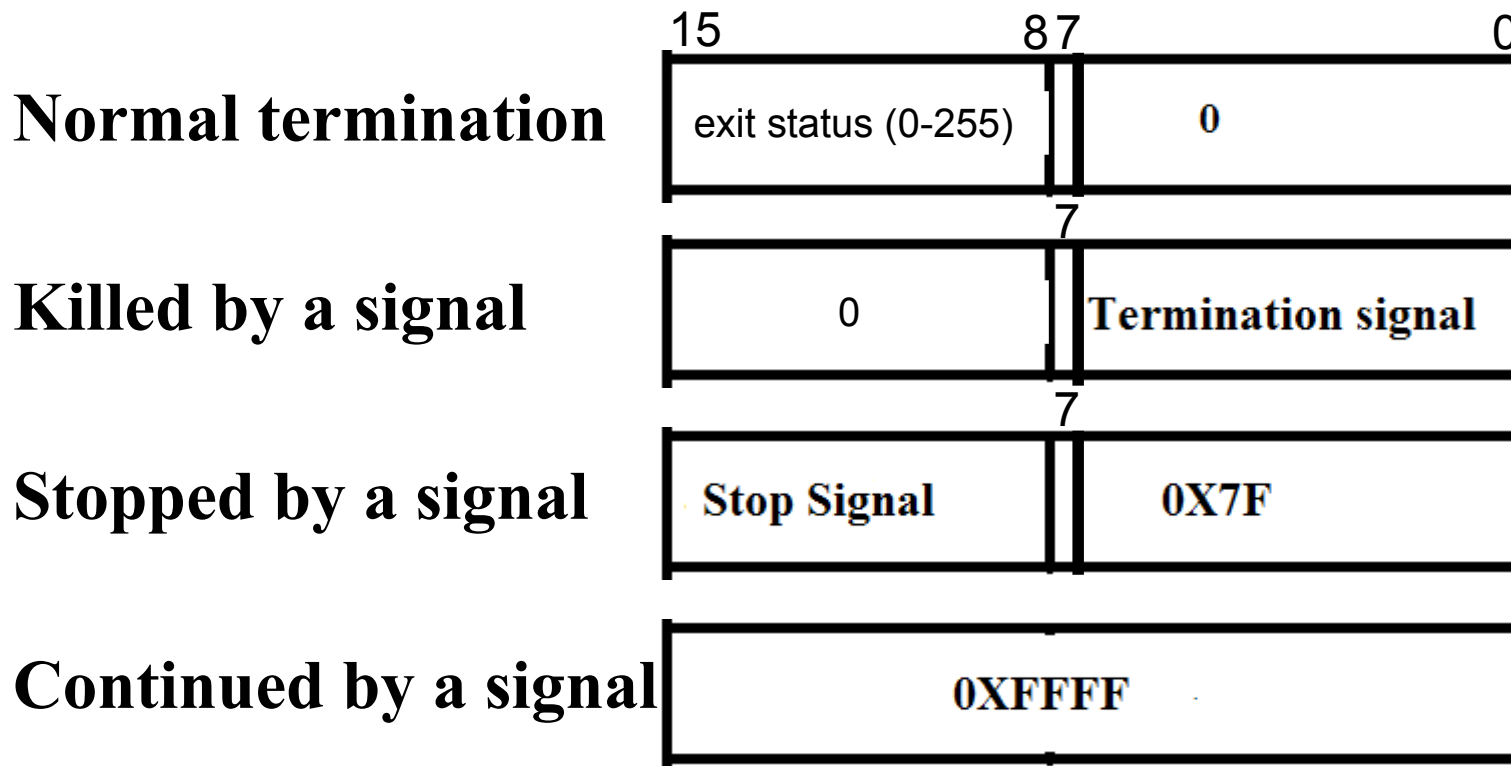 15 8 7 0
Normal termination exit status (0-255) 0
7
Killed by a signal 0 Termination signal
7
Stopped by a signal Stop Signal 0X7F
Continued by a signal 0XFFFF